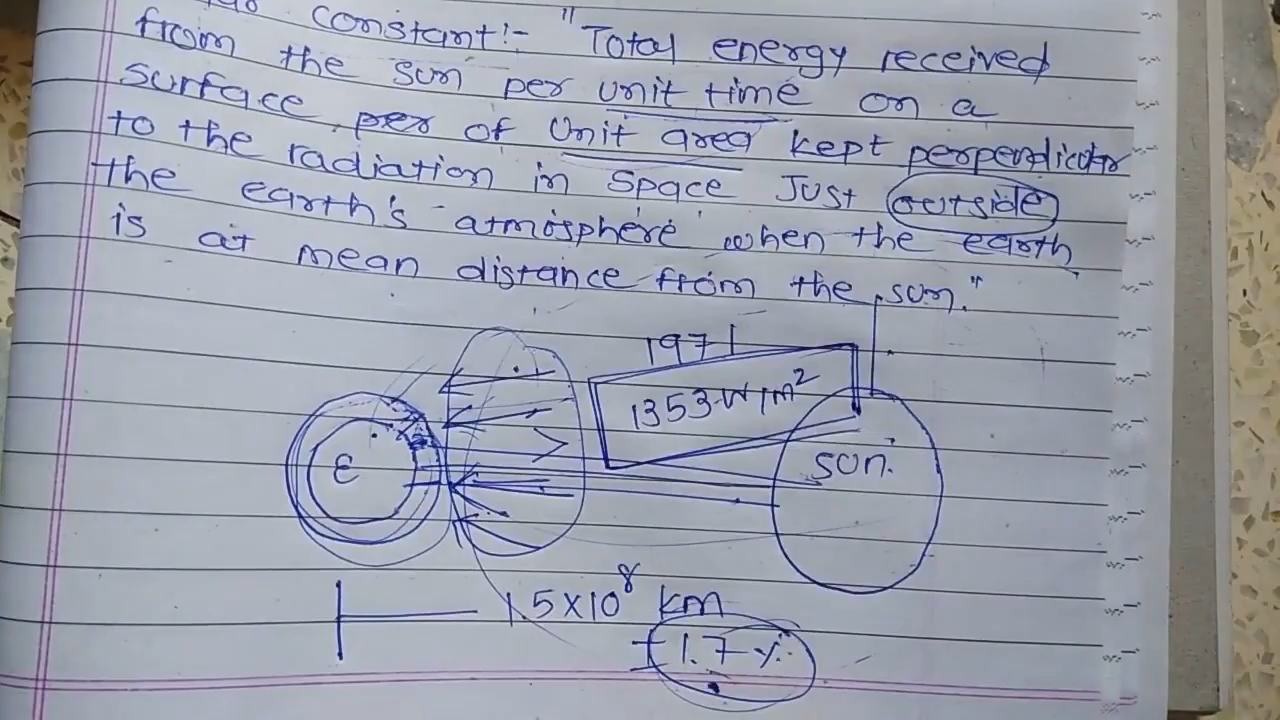 constant:- "Total energy received
from the sun per unit time on a
surface per of unit area kept perpendicular
to the radiation in space Just outside
the earth's atmosphere when the earth
is at mean distance from the sun."
1971
1353 W/m²
E
sun.
1.5×10⁸ km
± 1.7 %